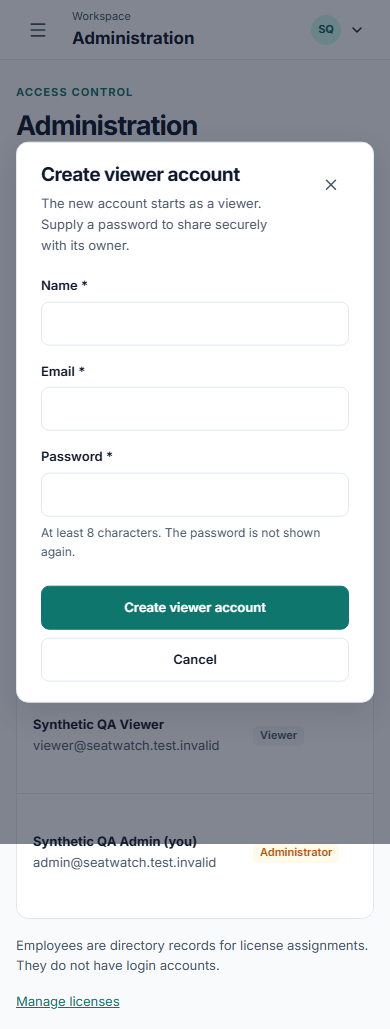 Workspace
Administration
SQ
ACCESS CONTROL
Administration
Create viewer account
The new account starts as a viewer.
Supply a password to share securely
with its owner.
Name *
Email *
Password *
At least 8 characters. The password is not shown
again.
Create viewer account
Cancel
Synthetic QA Viewer
viewer@seatwatch.test.invalid
Viewer
Synthetic QA Admin (you)
admin@seatwatch.test.invalid
Administrator
Employees are directory records for license assignments.
They do not have login accounts.
Manage licenses